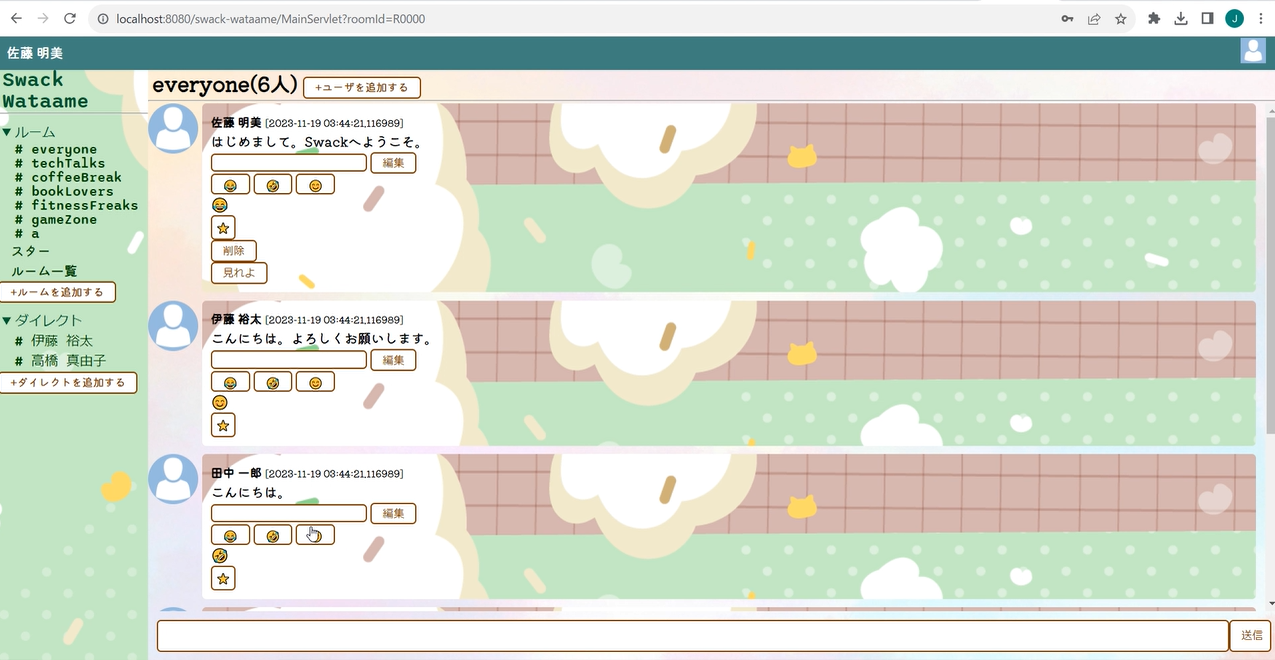 localhost:8080/swack-wataame/MainServlet?roomId=R0000
J
佐藤 明美
Swack
Wataame
▼ルーム
# everyone
# techTalks
# coffeeBreak
# bookLovers
# fitnessFreaks
# gameZone
# a
スター
ルーム一覧
+ルームを追加する
▼ダイレクト
# 伊藤 裕太
# 高橋 真由子
+ダイレクトを追加する
everyone(6人) +ユーザを追加する
佐藤 明美 [2023-11-19 03:44:21,116989]
はじめまして。Swackへようこそ。
編集
削除
見れよ
伊藤 裕太 [2023-11-19 03:44:21,116989]
こんにちは。よろしくお願いします。
編集
田中 一郎 [2023-11-19 03:44:21,116989]
こんにちは。
編集
送信